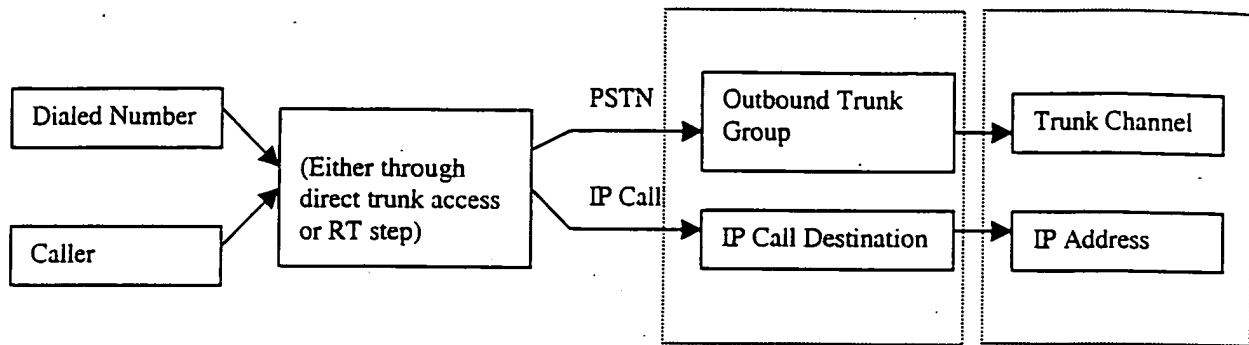 Dialed Number
Caller
(Either through
direct trunk access
or RT step)
PSTN
IP Call
Outbound Trunk
Group
IP Call Destination
Trunk Channel
IP Address